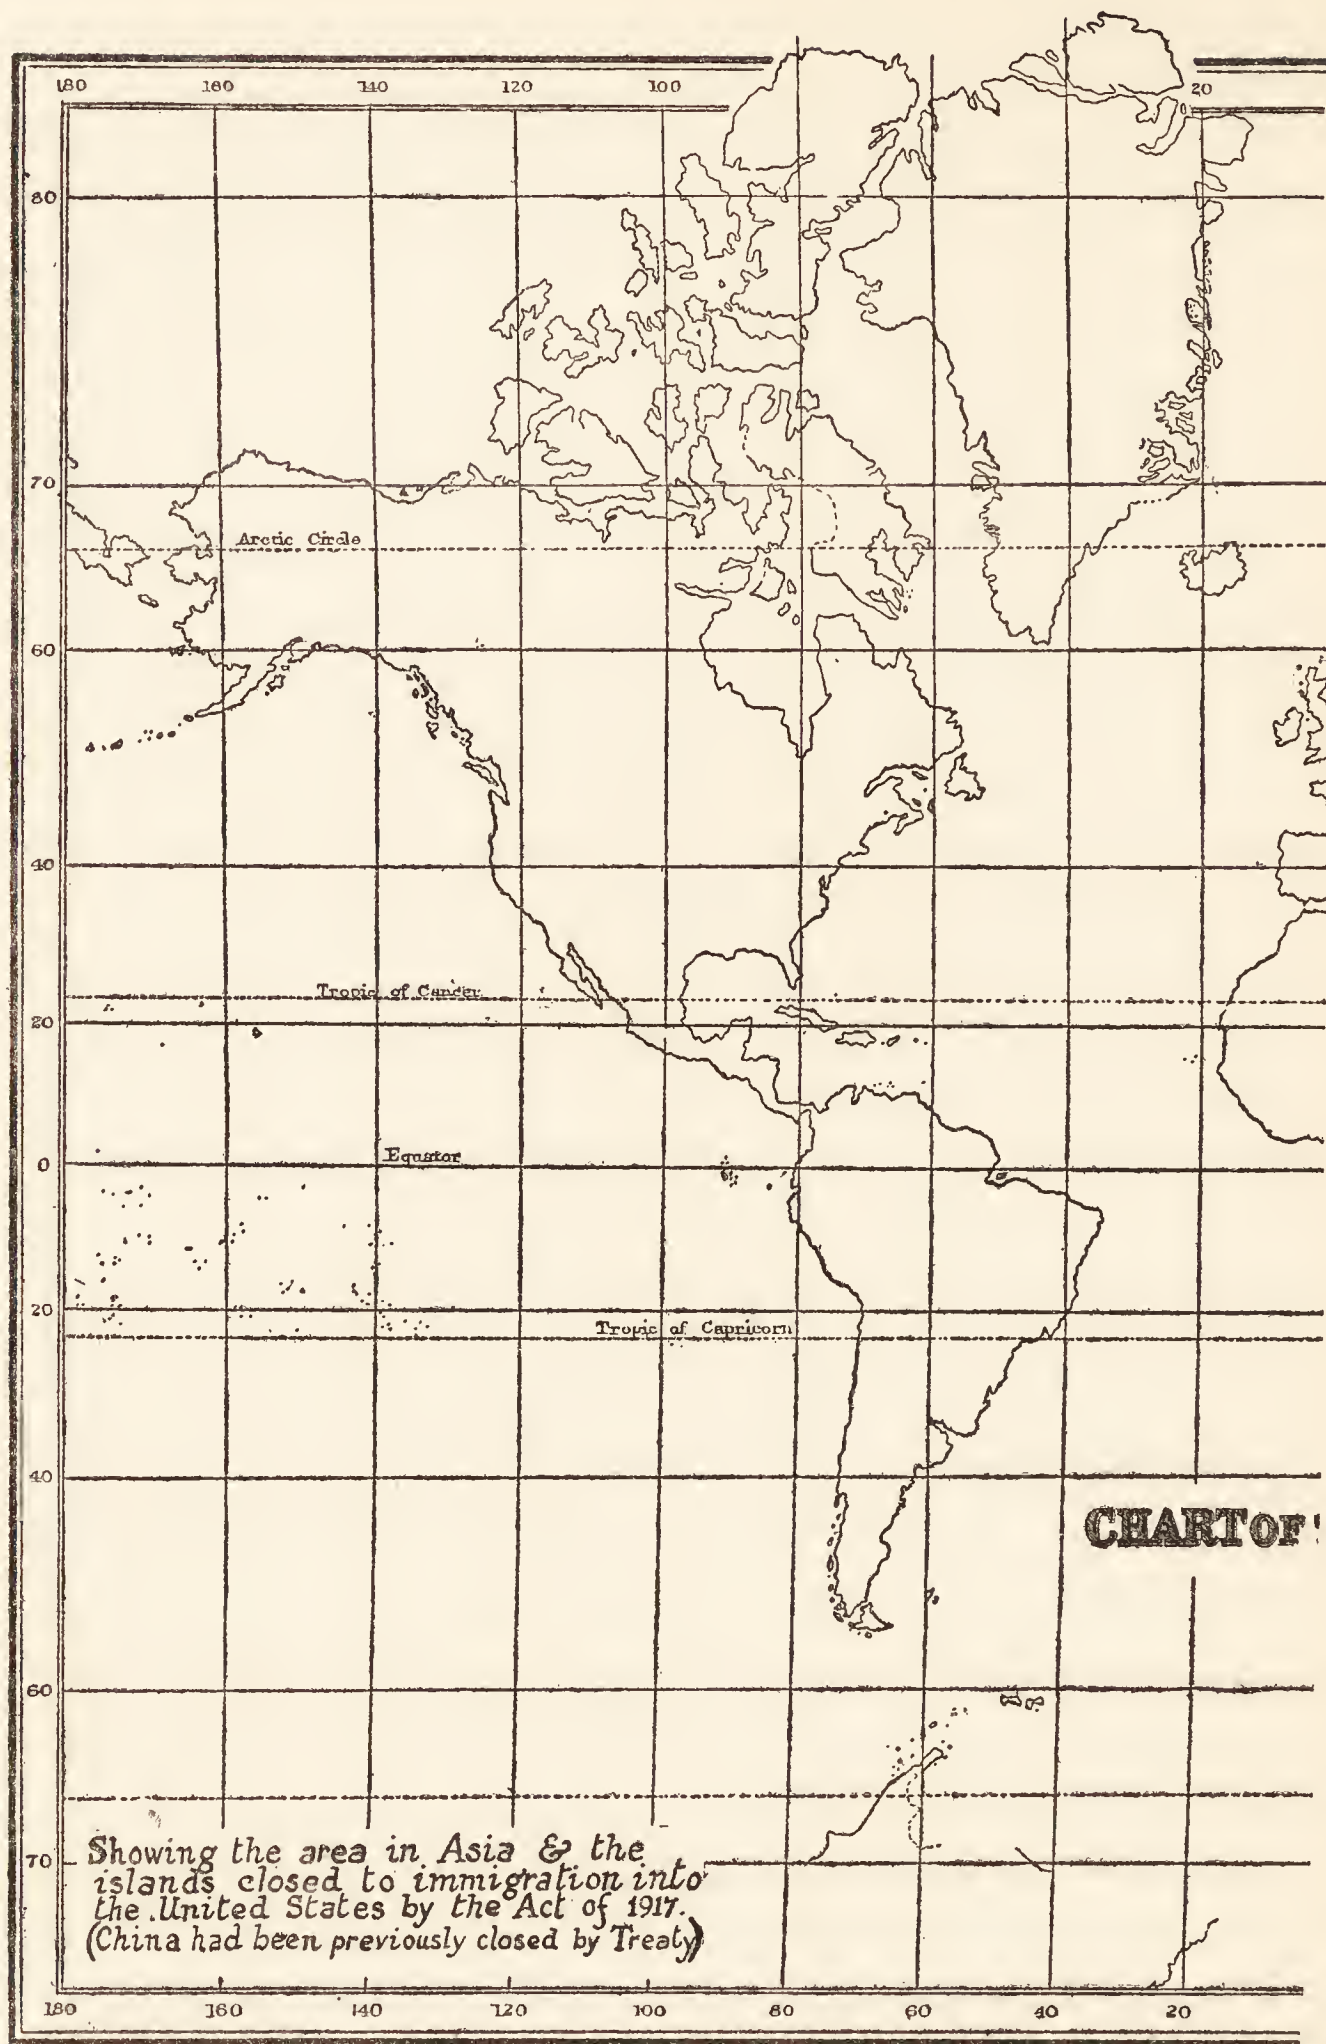 180 160 140 120 100 20
80
70
Arctic Circle
60
40
Tropic of Cancer
20
Equator
0
20
Tropic of Capricorn
40
CHART OF
60
70
Showing the area in Asia & the
islands closed to immigration into
the United States by the Act of 1917.
(China had been previously closed by Treaty)
180 160 140 120 100 80 60 40 20